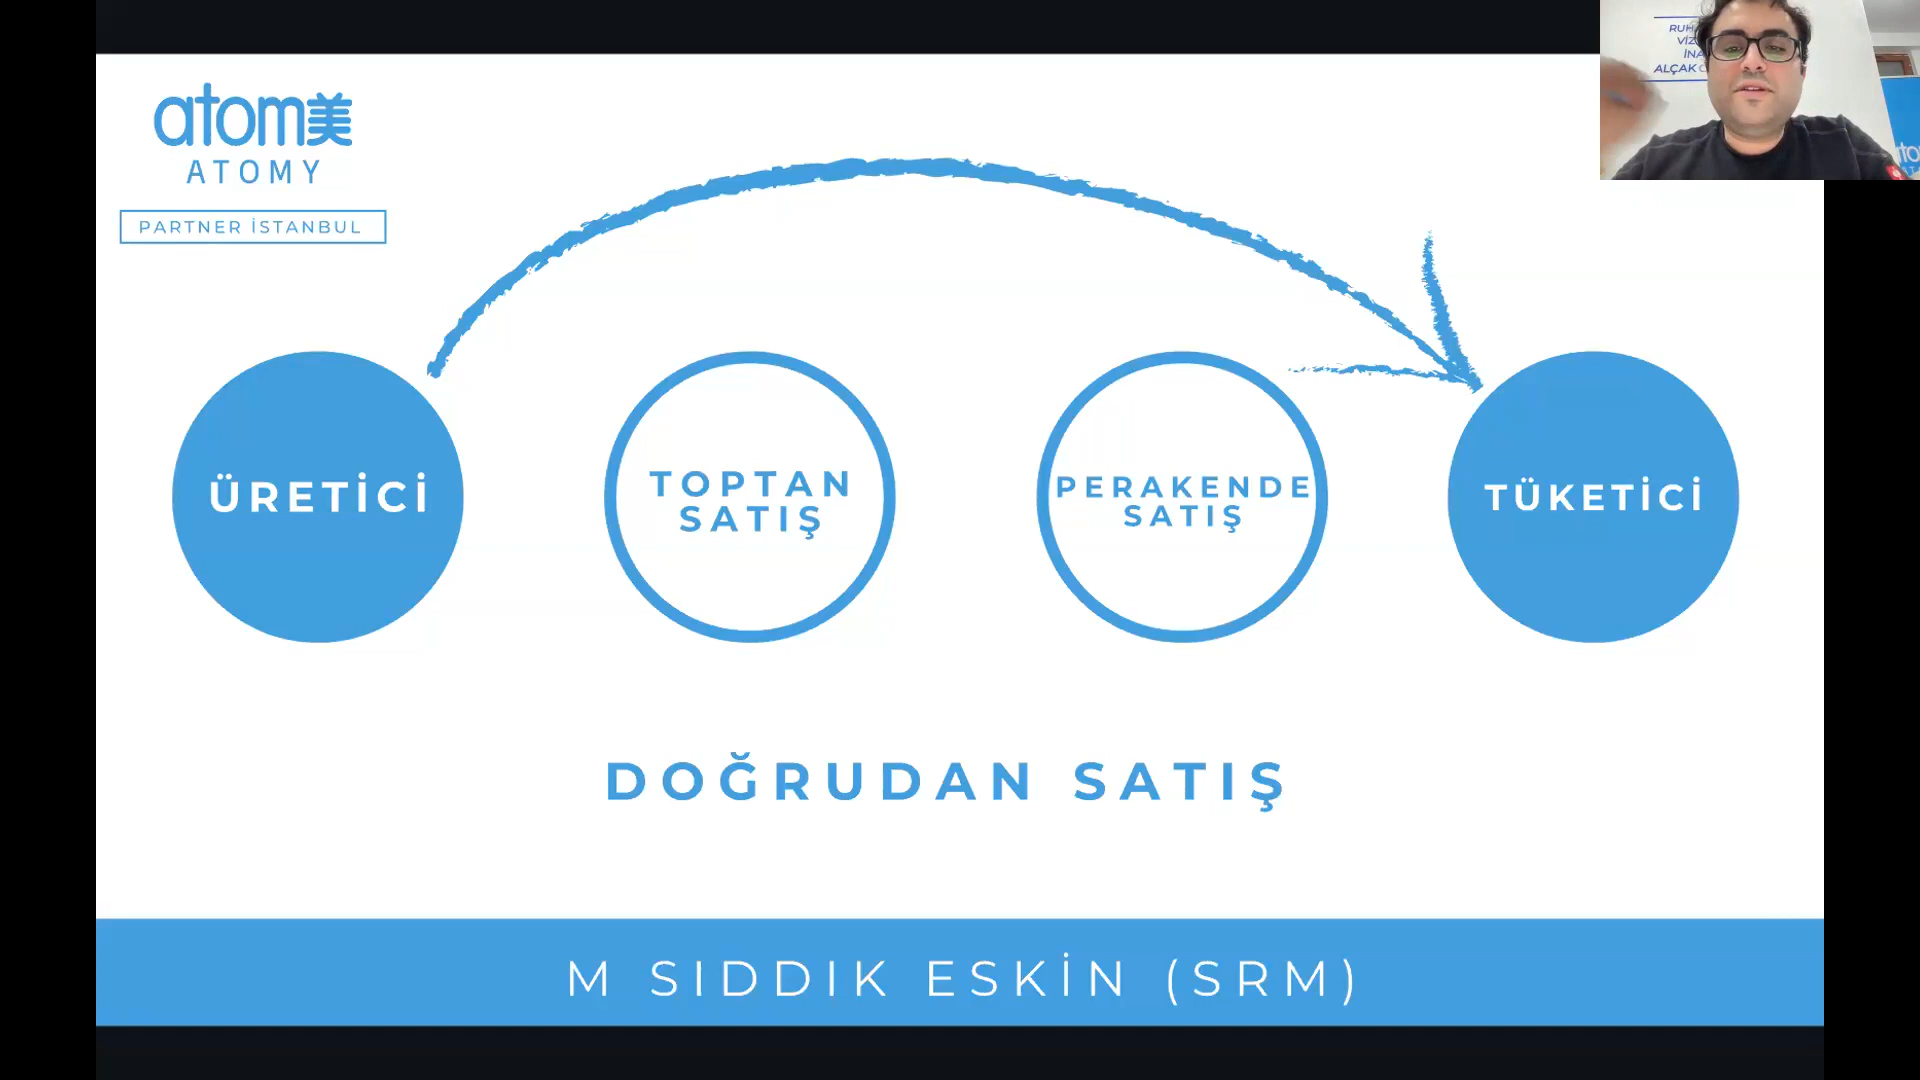 atom美
ATOMY
PARTNER İSTANBUL
ÜRETİCİ
TOPTAN
SATIŞ
PERAKENDE
SATIŞ
TÜKETİCİ
DOĞRUDAN SATIŞ
M SIDDIK ESKİN (SRM)
ALÇAK